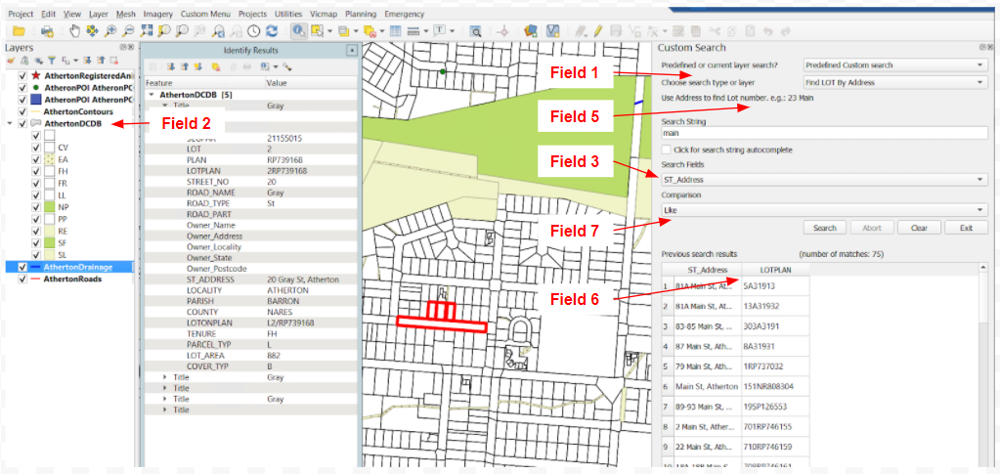 Project Edit View Layer Mesh Imagery Custom Menu Projects Utilities Vicmap Planning Emergency
Layers
AthertonRegisteredAni
AthertonPOI AtheronPC
AthertonPOI AtheronPO
AthertonContours
AthertonDCDB
CV
EA
FH
FR
LL
NP
PP
RE
SF
SL
AthertonDrainage
AthertonRoads
Field 2
Identify Results
Feature Value
AthertonDCDB [5]
Title Gray
SEGPAR 21155015
LOT 2
PLAN RP739168
LOTPLAN 2RP739168
STREET_NO 20
ROAD_NAME Gray
ROAD_TYPE St
ROAD_PART
Owner_Name
Owner_Address
Owner_Locality
Owner_State
Owner_Postcode
ST_ADDRESS 20 Gray St, Atherton
LOCALITY ATHERTON
PARISH BARRON
COUNTY NARES
LOTONPLAN L2/RP739168
TENURE FH
PARCEL_TYP L
LOT_AREA 882
COVER_TYP B
Title Gray
Title
Title Gray
Title
Field 1
Field 5
Field 3
Field 7
Field 6
Custom Search
Predefined or current layer search? Predefined Custom search
Choose search type or layer Find LOT By Address
Use Address to find Lot number. e.g.: 23 Main
Search String
main
Click for search string autocomplete
Search Fields
ST_Address
Comparison
Like
Search Abort Clear Exit
Previous search results (number of matches: 75)
ST_Address LOTPLAN
1 81A Main St, At... 5A31913
2 81A Main St, At... 13A31932
3 83-85 Main St, ... 303A3191
4 87 Main St, Ath... 8A31931
5 79 Main St, Ath... 1RP737032
6 Main St, Atherton 151NR808304
7 89-93 Main St, ... 19SP126553
8 2 Main St, Ather... 701RP746155
9 22 Main St, Ath... 710RP746159
10 18A-18B Main S... 708RP746161